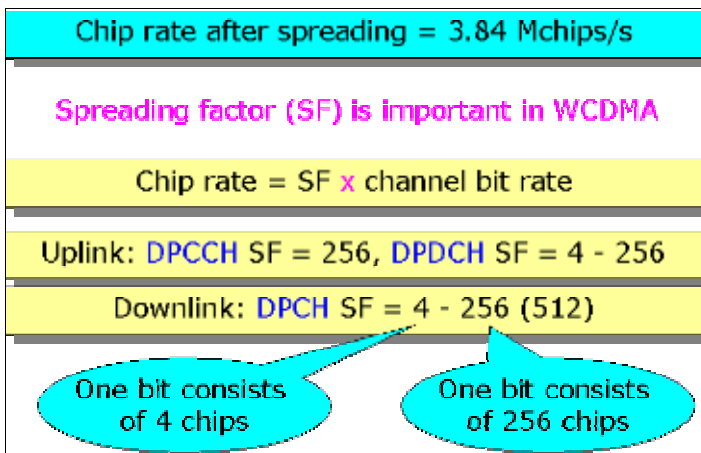 Chip rate after spreading = 3.84 Mchips/s
Spreading factor (SF) is important in WCDMA
Chip rate = SF x channel bit rate
Uplink: DPCCH SF = 256, DPDCH SF = 4 - 256
Downlink: DPCH SF = 4 - 256 (512)
One bit consists
of 4 chips
One bit consists
of 256 chips